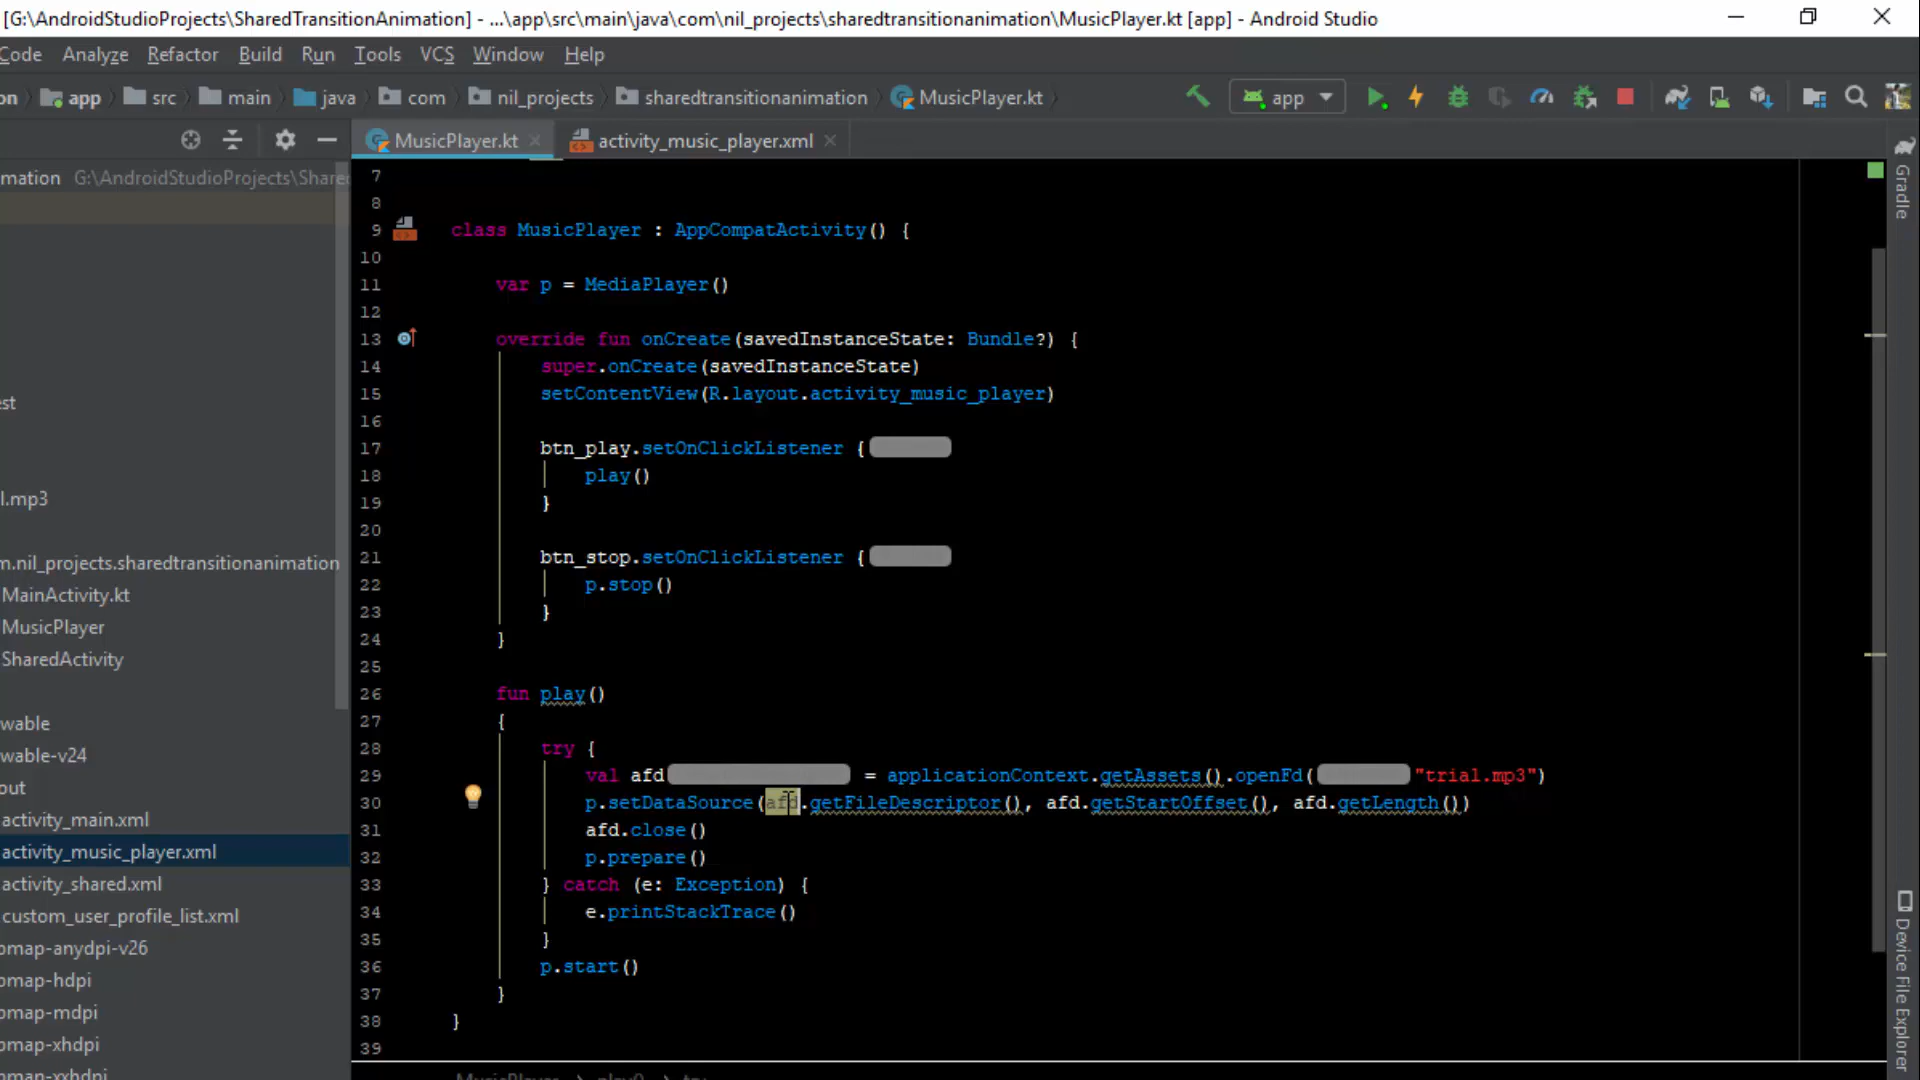 [G:\AndroidStudioProjects\SharedTransitionAnimation] - ...\app\src\main\java\com\nil_projects\sharedtransitionanimation\MusicPlayer.kt [app] - Android Studio
Code Analyze Refactor Build Run Tools VCS Window Help
on app src main java com nil_projects sharedtransitionanimation MusicPlayer.kt app
MusicPlayer.kt activity_music_player.xml
mation G:\AndroidStudioProjects\Share
est
l.mp3
m.nil_projects.sharedtransitionanimation
MainActivity.kt
MusicPlayer
SharedActivity
wable
wable-v24
out
activity_main.xml
activity_music_player.xml
activity_shared.xml
custom_user_profile_list.xml
omap-anydpi-v26
omap-hdpi
omap-mdpi
omap-xhdpi
omap-xxhdpi
7
8
9 class MusicPlayer : AppCompatActivity() {
10
11 var p = MediaPlayer()
12
13 override fun onCreate(savedInstanceState: Bundle?) {
14 super.onCreate(savedInstanceState)
15 setContentView(R.layout.activity_music_player)
16
17 btn_play.setOnClickListener {
18 play()
19 }
20
21 btn_stop.setOnClickListener {
22 p.stop()
23 }
24 }
25
26 fun play()
27 {
28 try {
29 val afd = applicationContext.getAssets().openFd( "trial.mp3")
30 p.setDataSource(afd.getFileDescriptor(), afd.getStartOffset(), afd.getLength())
31 afd.close()
32 p.prepare()
33 } catch (e: Exception) {
34 e.printStackTrace()
35 }
36 p.start()
37 }
38 }
39
Gradle
Device File Explorer